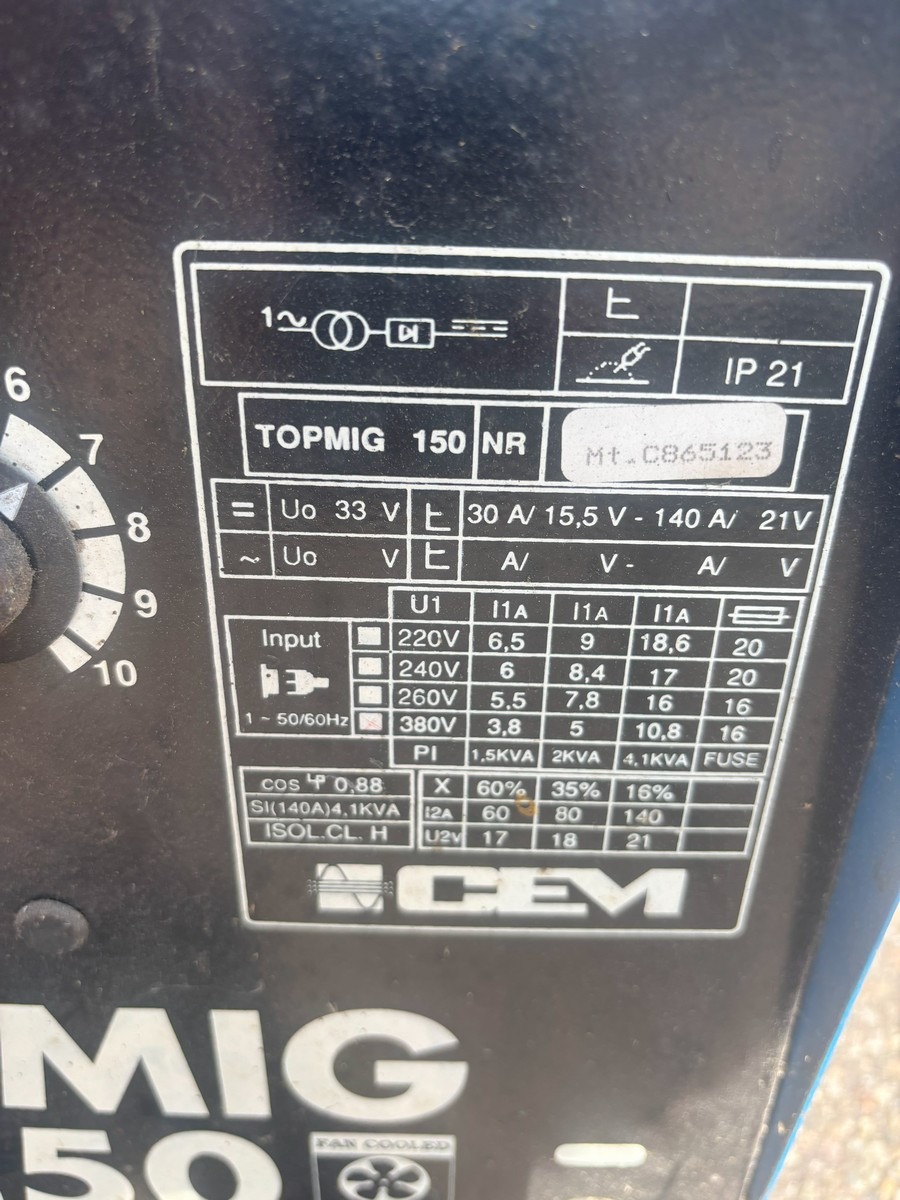 1~
IP 21
TOPMIG 150 NR Mt.C865123
= Uo 33 V 30 A/ 15,5 V - 140 A/ 21V
~ Uo V A/ V - A/ V
U1 I1A I1A I1A
Input 220V 6,5 9 18,6 20
240V 6 8,4 17 20
260V 5,5 7,8 16 16
1 ~ 50/60Hz 380V 3,8 5 10,8 16
PI 1,5KVA 2KVA 4,1KVA FUSE
cos φ 0,88 X 60% 35% 16%
SI(140A)4,1KVA I2A 60 80 140
ISOL.CL. H U2V 17 18 21
CEM
6
7
8
9
10
MIG
50
FAN COOLED